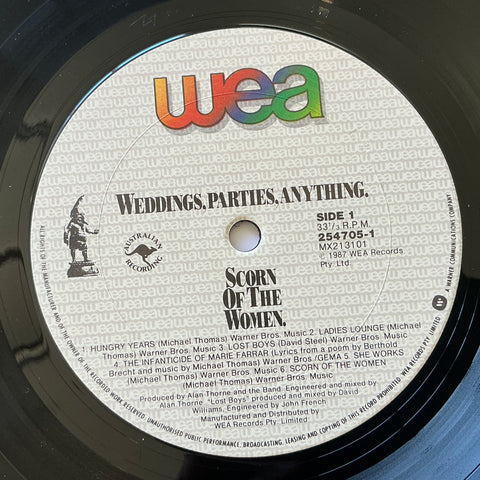 wea
WEDDINGS, PARTIES, ANYTHING.
AUSTRALIAN
RECORDING
SIDE 1
33⅓ R.P.M.
254705-1
MX213101
℗ 1987 WEA Records
Pty. Ltd.
SCORN
OF THE
WOMEN.
1. HUNGRY YEARS (Michael Thomas) Warner Bros. Music 2. LADIES LOUNGE (Michael
Thomas) Warner Bros. Music 3. LOST BOYS (David Steel) Warner Bros. Music
4. THE INFANTICIDE OF MARIE FARRAR (Lyrics from a poem by Berthold
Brecht and music by Michael Thomas) Warner Bros./GEMA 5. SHE WORKS
(Michael Thomas) Warner Bros. Music 6. SCORN OF THE WOMEN
(Michael Thomas) Warner Bros. Music
Produced by Alan Thorne and the Band. Engineered and mixed by
Alan Thorne "Lost Boys" produced and mixed by David
Williams, Engineered by John French
Manufactured and Distributed by
WEA Records Pty. Limited
ALL RIGHTS OF THE MANUFACTURER AND OF THE OWNER OF THE RECORDED WORK RESERVED. UNAUTHORISED PUBLIC PERFORMANCE, BROADCASTING, LEASING AND COPYING OF THIS RECORD PROHIBITED. WEA RECORDS PTY. LIMITED
A WARNER COMMUNICATIONS COMPANY